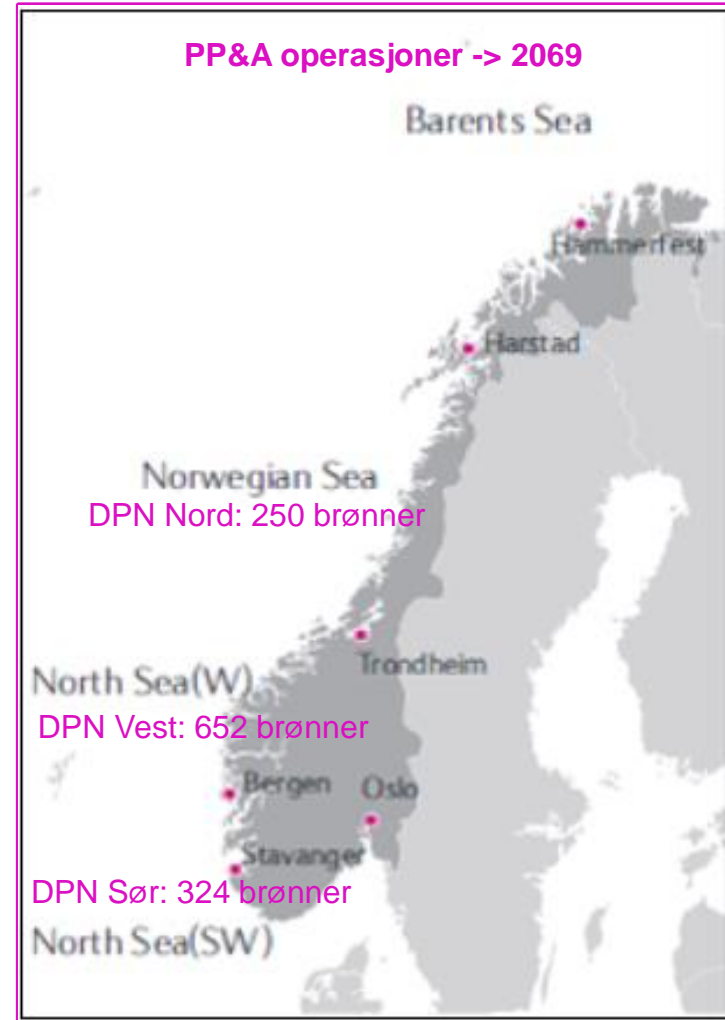 PP&A operasjoner -> 2069
Barents Sea
Hammerfest
Harstad
Norwegian Sea
DPN Nord: 250 brønner
Trondheim
North Sea(W)
DPN Vest: 652 brønner
Bergen
Oslo
Stavanger
DPN Sør: 324 brønner
North Sea(SW)